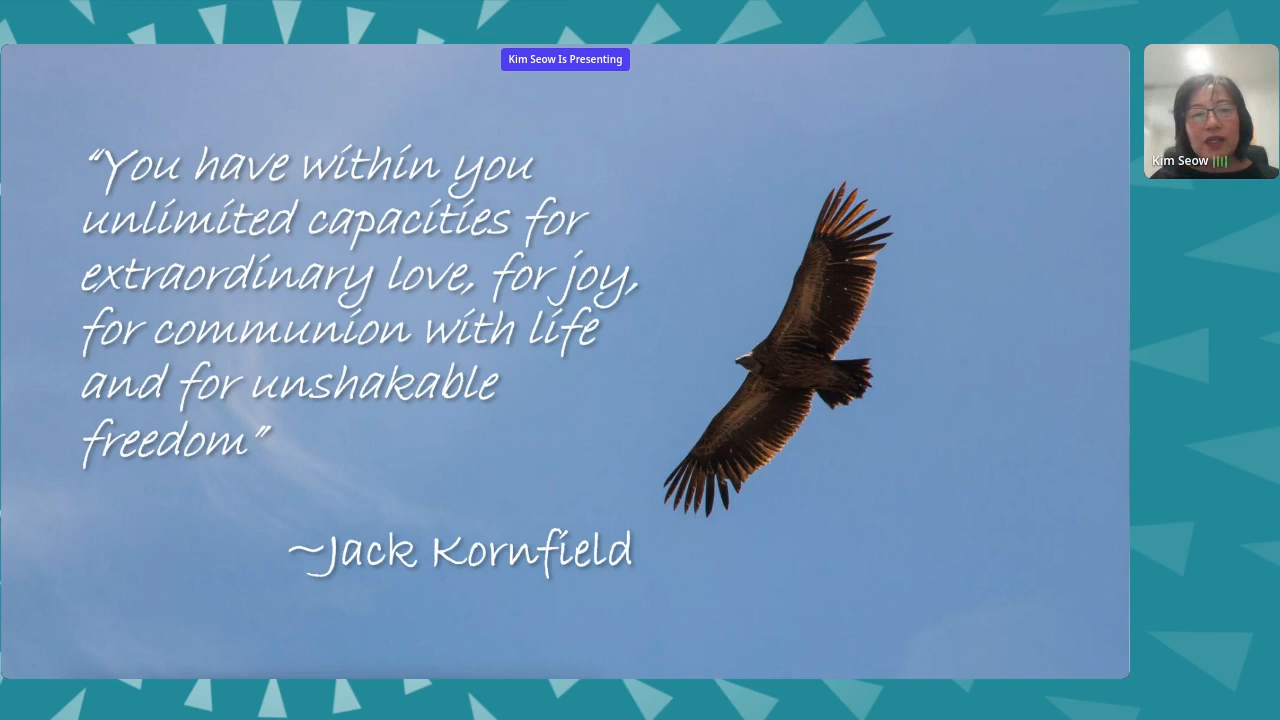 Kim Seow Is Presenting
“You have within you
unlimited capacities for
extraordinary love, for joy,
for communion with life
and for unshakable
freedom”
~Jack Kornfield
Kim Seow